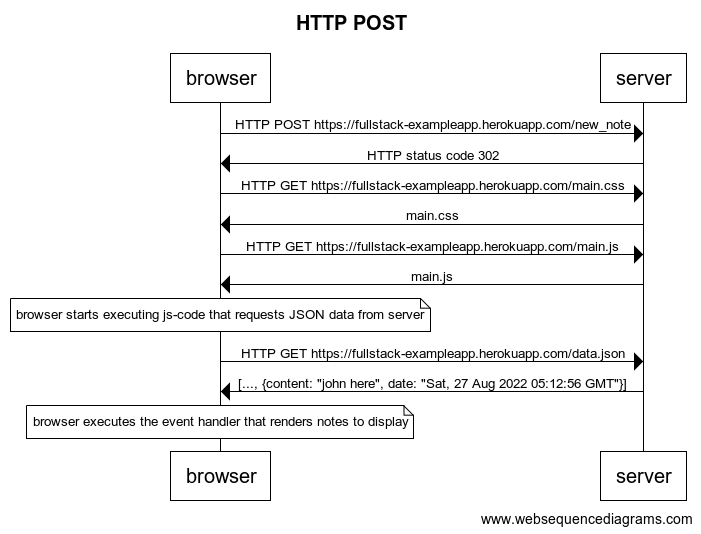 HTTP POST
browser
server
HTTP POST https://fullstack-exampleapp.herokuapp.com/new_note
HTTP status code 302
HTTP GET https://fullstack-exampleapp.herokuapp.com/main.css
main.css
HTTP GET https://fullstack-exampleapp.herokuapp.com/main.js
main.js
browser starts executing js-code that requests JSON data from server
HTTP GET https://fullstack-exampleapp.herokuapp.com/data.json
[..., {content: "john here", date: "Sat, 27 Aug 2022 05:12:56 GMT"}]
browser executes the event handler that renders notes to display
browser
server
www.websequencediagrams.com